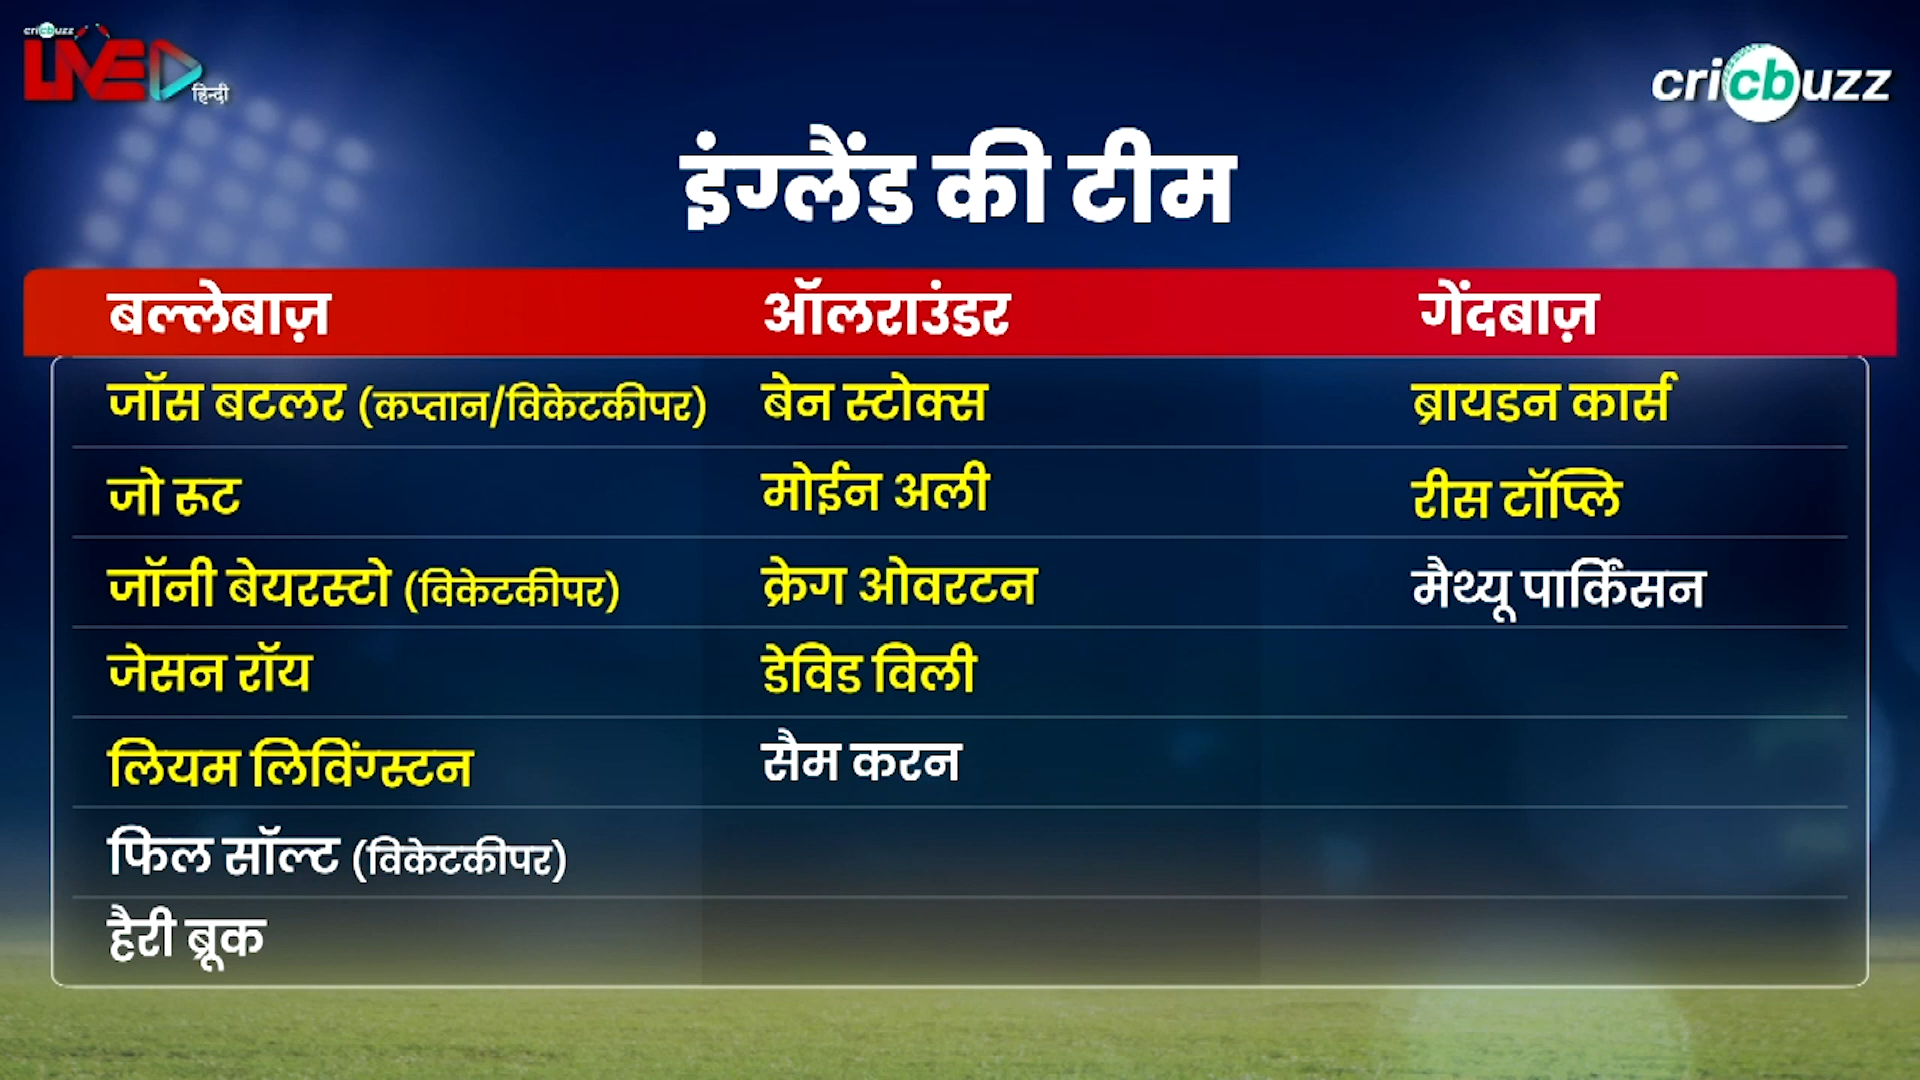 cricbuzz
LIVE
हिन्दी
cricbuzz
इंग्लैंड की टीम
बल्लेबाज़ ऑलराउंडर गेंदबाज़
जॉस बटलर (कप्तान/विकेटकीपर) बेन स्टोक्स ब्रायडन कार्स
जो रूट मोईन अली रीस टॉप्लि
जॉनी बेयरस्टो (विकेटकीपर) क्रेग ओवरटन मैथ्यू पार्किंसन
जेसन रॉय डेविड विली
लियम लिविंग्स्टन सैम करन
फिल सॉल्ट (विकेटकीपर)
हैरी ब्रूक